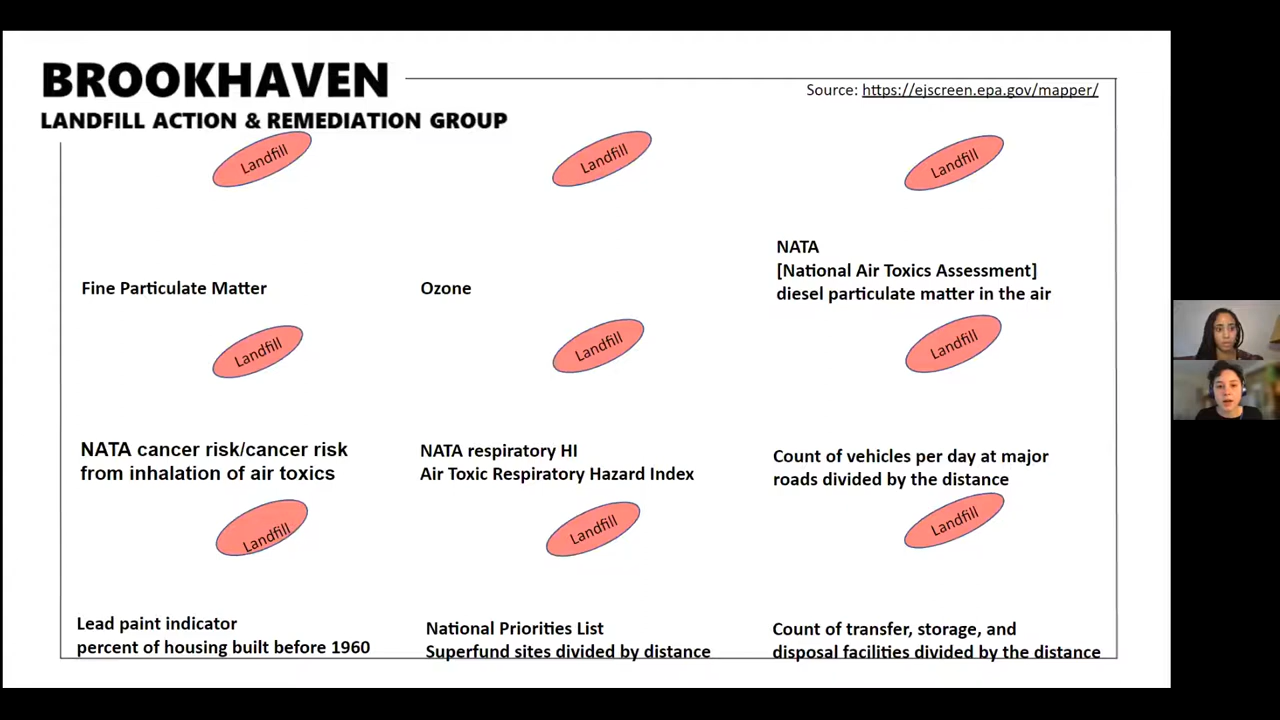 BROOKHAVEN
LANDFILL ACTION & REMEDIATION GROUP
Source: https://ejscreen.epa.gov/mapper/
Landfill
Landfill
Landfill
Fine Particulate Matter
Ozone
NATA
[National Air Toxics Assessment]
diesel particulate matter in the air
Landfill
Landfill
Landfill
NATA cancer risk/cancer risk
from inhalation of air toxics
NATA respiratory HI
Air Toxic Respiratory Hazard Index
Count of vehicles per day at major
roads divided by the distance
Landfill
Landfill
Landfill
Lead paint indicator
percent of housing built before 1960
National Priorities List
Superfund sites divided by distance
Count of transfer, storage, and
disposal facilities divided by the distance